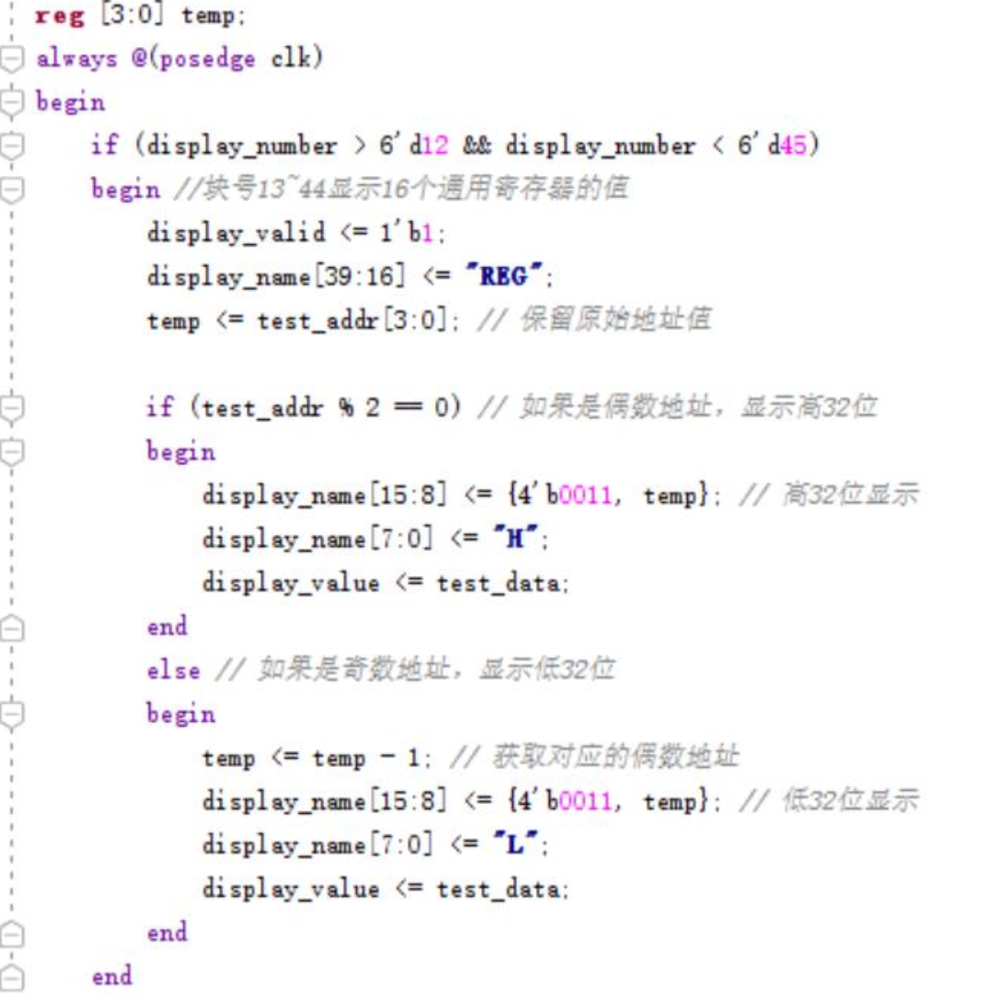 reg [3:0] temp;
always @(posedge clk)
begin
if (display_number > 6'd12 && display_number < 6'd45)
begin //块号13~44显示16个通用寄存器的值
display_valid <= 1'b1;
display_name[39:16] <= "REG";
temp <= test_addr[3:0]; // 保留原始地址值
if (test_addr % 2 == 0) // 如果是偶数地址，显示高32位
begin
display_name[15:8] <= {4'b0011, temp}; // 高32位显示
display_name[7:0] <= "H";
display_value <= test_data;
end
else // 如果是奇数地址，显示低32位
begin
temp <= temp - 1; // 获取对应的偶数地址
display_name[15:8] <= {4'b0011, temp}; // 低32位显示
display_name[7:0] <= "L";
display_value <= test_data;
end
end